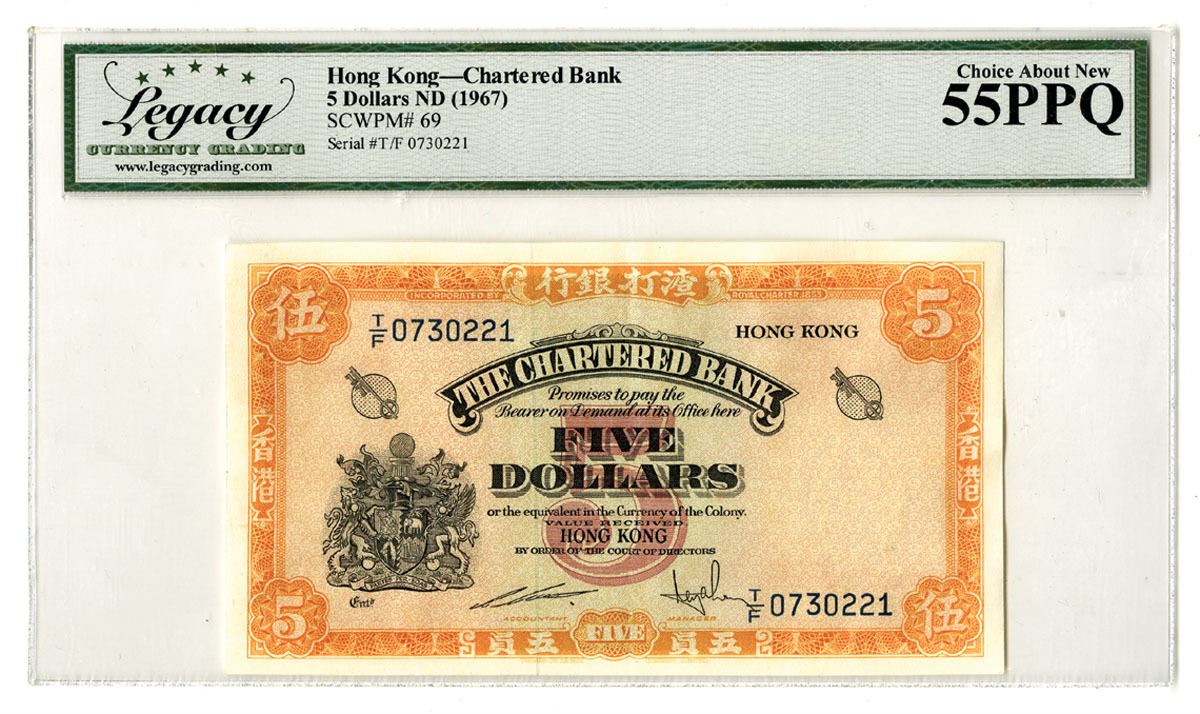 Legacy
CURRENCY GRADING
www.legacygrading.com
Hong Kong—Chartered Bank
5 Dollars ND (1967)
SCWPM# 69
Serial #T/F 0730221
Choice About New
55PPQ
行銀打渣
INCORPORATED BY ROYAL CHARTER 1853
伍
5
T/F 0730221
HONG KONG
THE CHARTERED BANK
Promises to pay the
Bearer on Demand at its Office here
5
FIVE
DOLLARS
or the equivalent in the Currency of the Colony.
VALUE RECEIVED
HONG KONG
BY ORDER OF THE COURT OF DIRECTORS
香港
香港
Entd
T/F 0730221
ACCOUNTANT
MANAGER
5
員五
FIVE
員五
伍